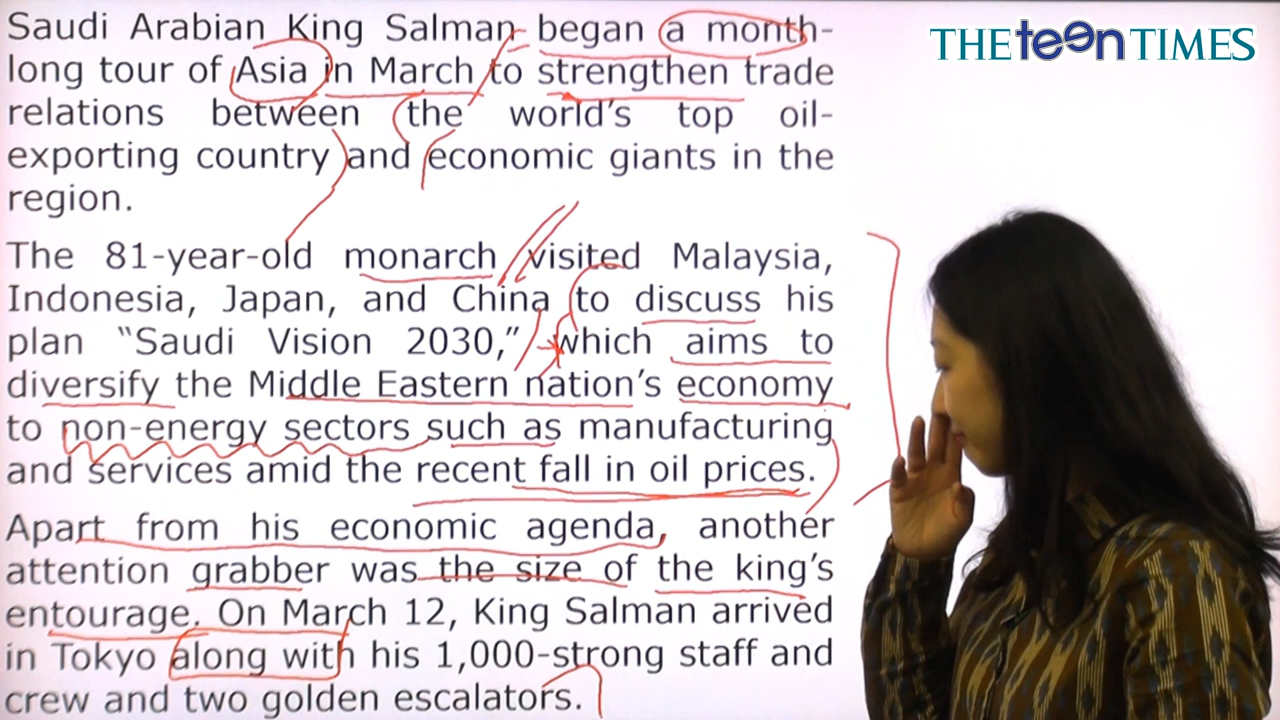 THE teen TIMES
Saudi Arabian King Salman began a month-
long tour of Asia in March to strengthen trade
relations between the world's top oil-
exporting country and economic giants in the
region.
The 81-year-old monarch visited Malaysia,
Indonesia, Japan, and China to discuss his
plan “Saudi Vision 2030,” which aims to
diversify the Middle Eastern nation's economy
to non-energy sectors such as manufacturing
and services amid the recent fall in oil prices.
Apart from his economic agenda, another
attention grabber was the size of the king's
entourage. On March 12, King Salman arrived
in Tokyo along with his 1,000-strong staff and
crew and two golden escalators.